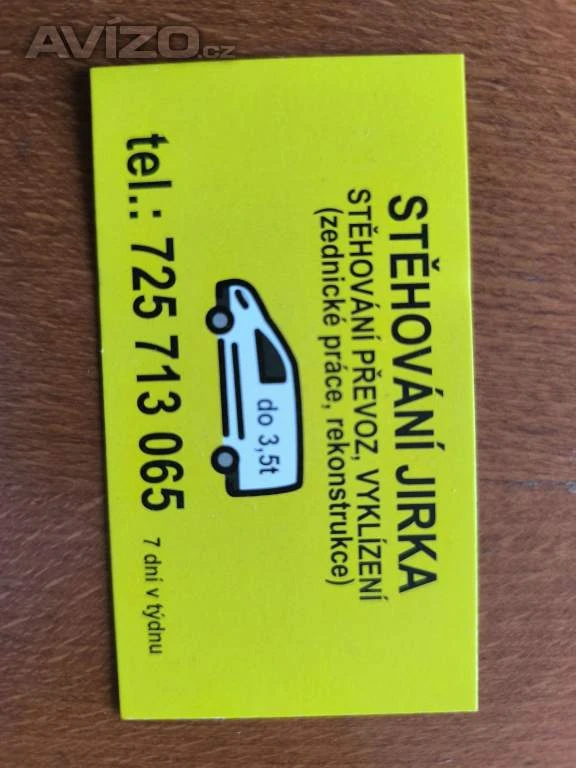 AVÍZO.cz
STĚHOVÁNÍ JIRKA
STĚHOVÁNÍ PŘEVOZ, VYKLÍZENÍ
(zednické práce, rekonstrukce)
do 3,5t
tel.: 725 713 065 7 dní v týdnu